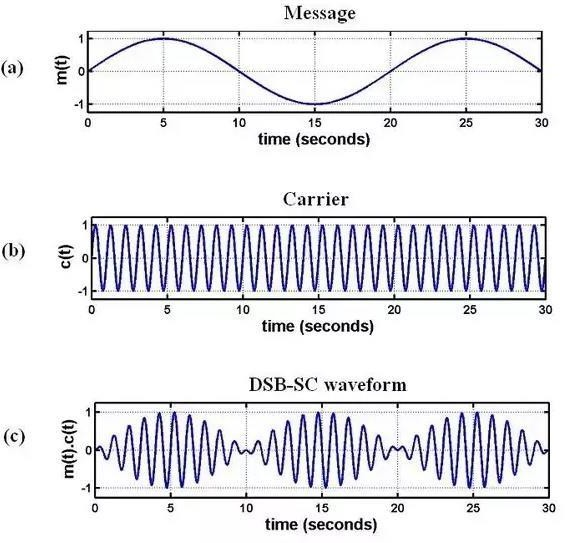 Message
(a)
m(t)
1
0
-1
0 5 10 15 20 25 30
time (seconds)
Carrier
(b)
c(t)
1
0
-1
0 5 10 15 20 25 30
time (seconds)
DSB-SC waveform
(c)
m(t).c(t)
1
0
-1
0 5 10 15 20 25 30
time (seconds)